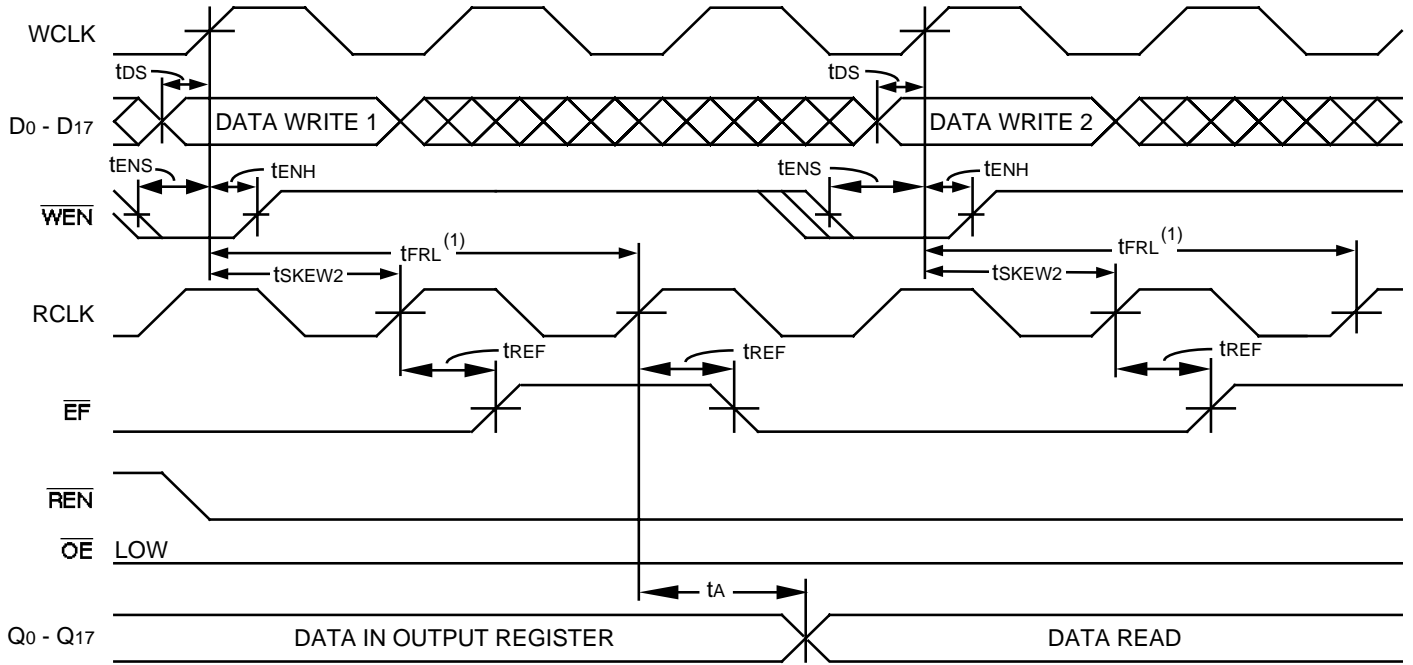 WCLK
tDS tDS
D0 - D17 DATA WRITE 1 DATA WRITE 2
tENS tENH tENS tENH
WEN
tFRL(1) tFRL(1)
tSKEW2 tSKEW2
RCLK
tREF tREF tREF
EF
REN
OE LOW
tA
Q0 - Q17 DATA IN OUTPUT REGISTER DATA READ